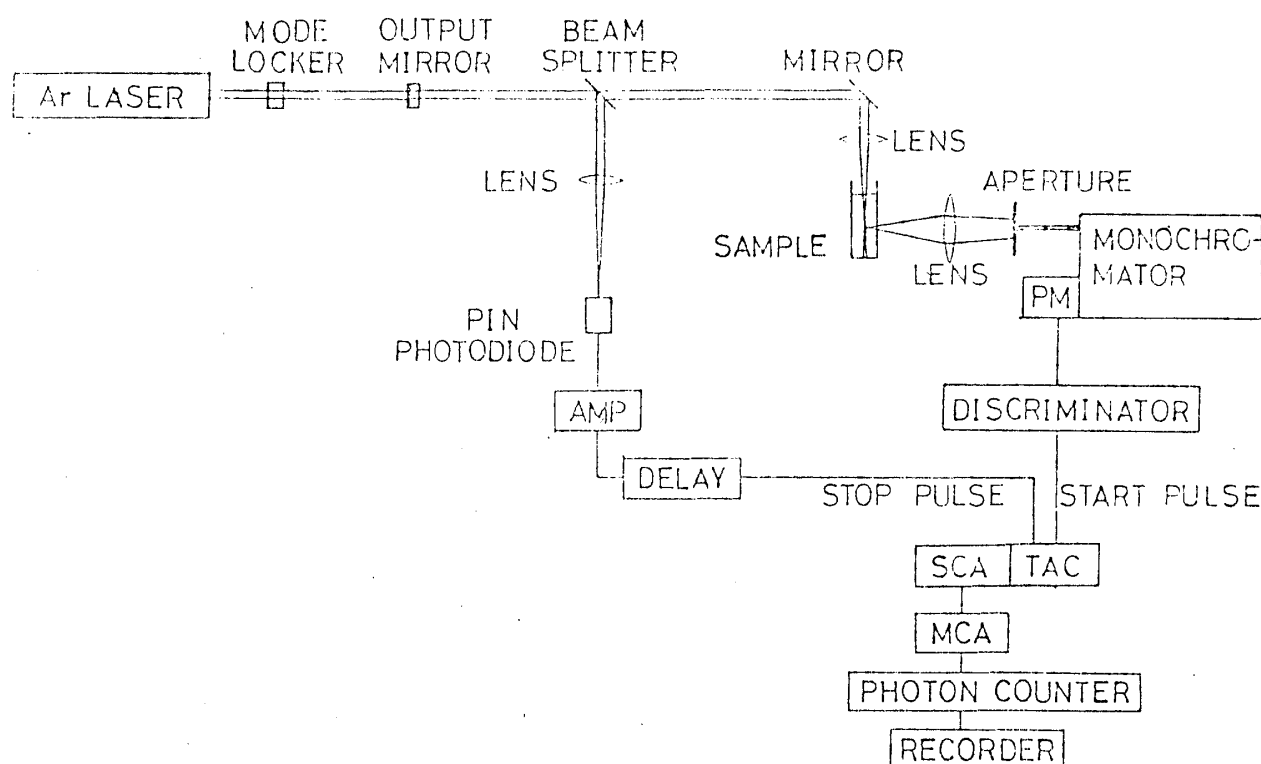 MODE LOCKER
OUTPUT MIRROR
BEAM SPLITTER
MIRROR
Ar LASER
LENS
LENS
APERTURE
SAMPLE
LENS
MONOCHRO-
MATOR
PM
PIN
PHOTODIODE
AMP
DISCRIMINATOR
DELAY
STOP PULSE
START PULSE
SCA
TAC
MCA
PHOTON COUNTER
RECORDER